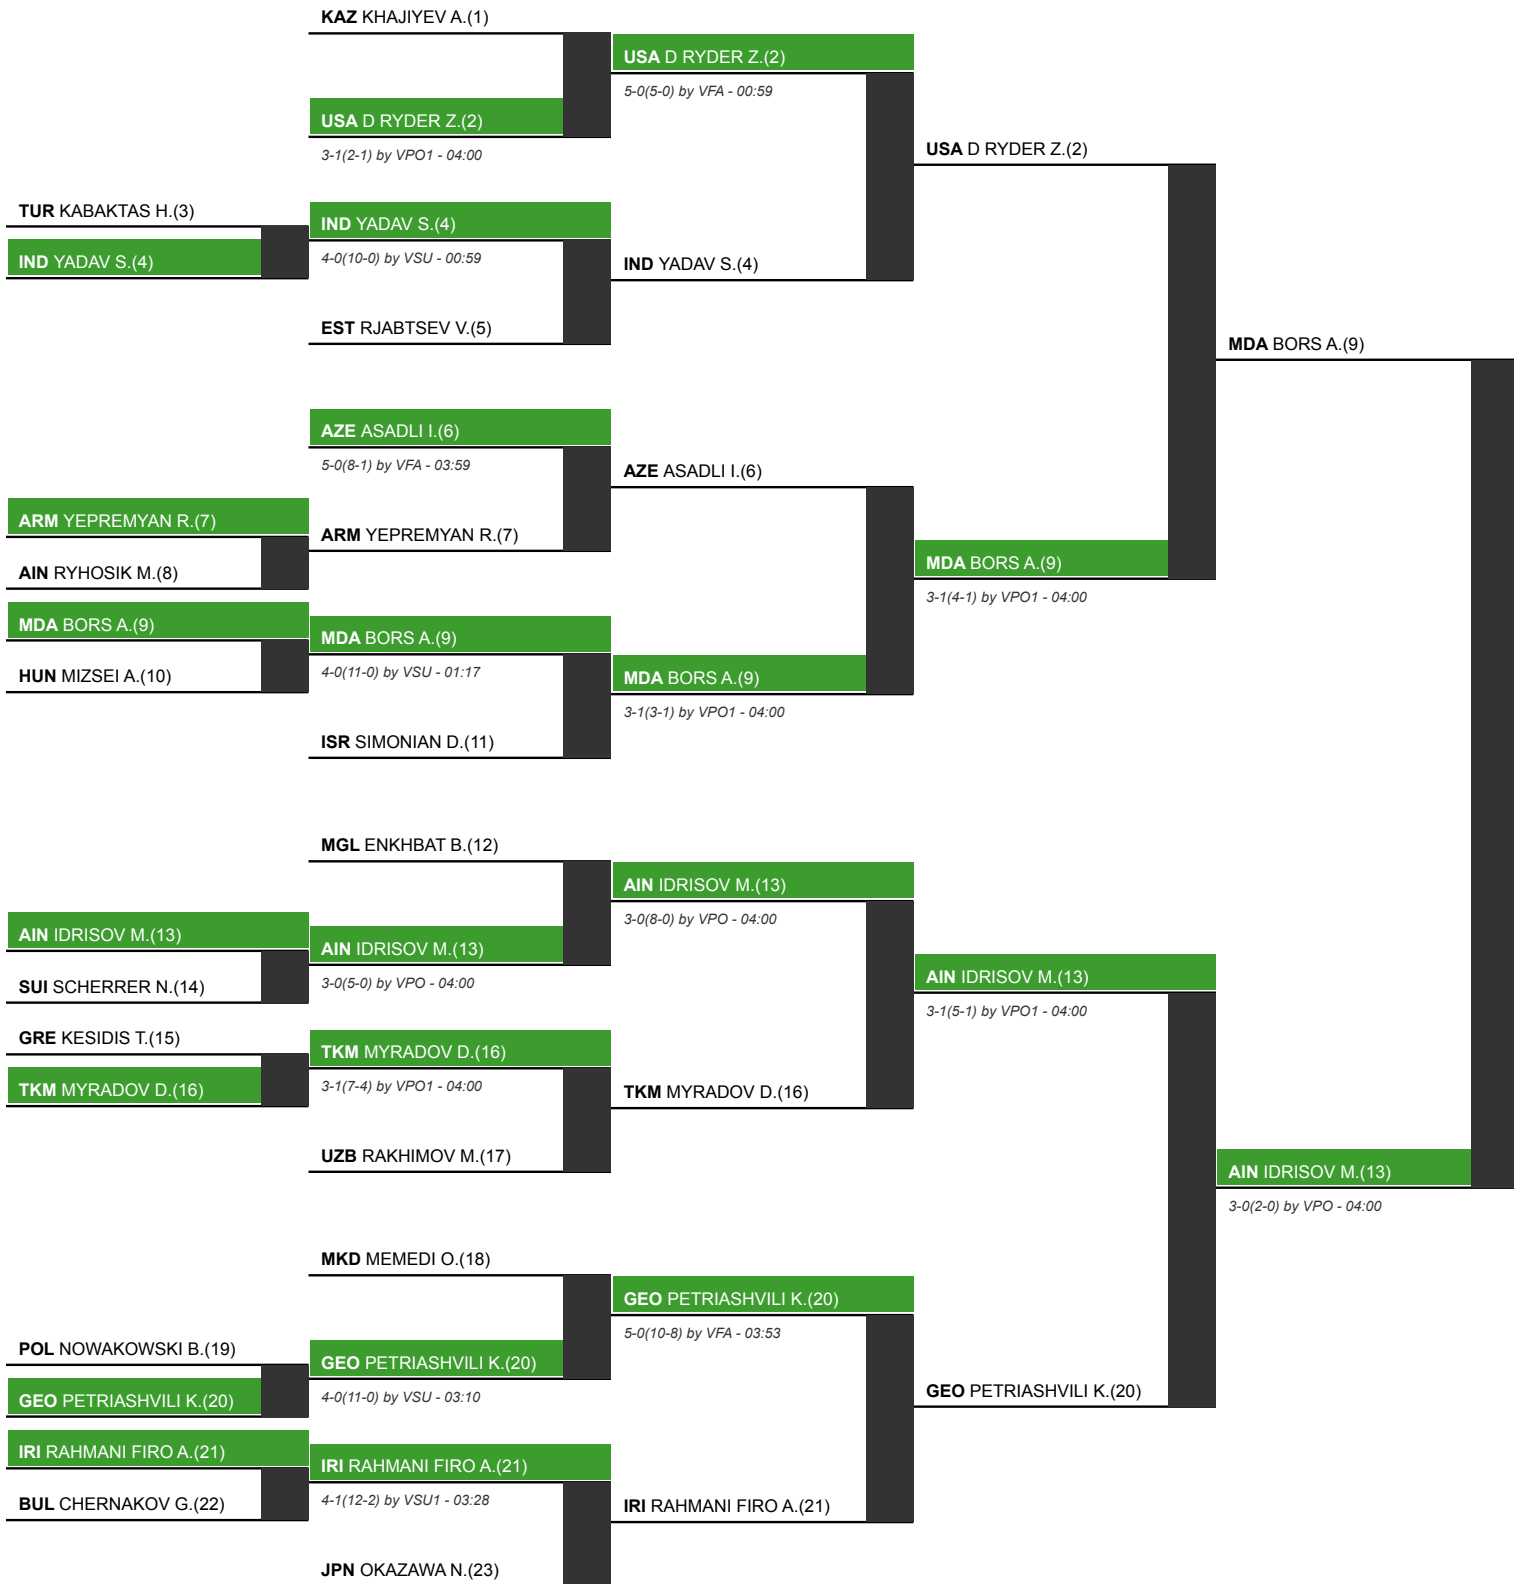 KAZ KHAJIYEV A.(1)
USA D RYDER Z.(2)
5-0(5-0) by VFA - 00:59
USA D RYDER Z.(2)
3-1(2-1) by VPO1 - 04:00
USA D RYDER Z.(2)
TUR KABAKTAS H.(3)
IND YADAV S.(4)
IND YADAV S.(4)
4-0(10-0) by VSU - 00:59
IND YADAV S.(4)
EST RJABTSEV V.(5)
MDA BORS A.(9)
AZE ASADLI I.(6)
5-0(8-1) by VFA - 03:59
AZE ASADLI I.(6)
ARM YEPREMYAN R.(7)
ARM YEPREMYAN R.(7)
AIN RYHOSIK M.(8)
MDA BORS A.(9)
3-1(4-1) by VPO1 - 04:00
MDA BORS A.(9)
MDA BORS A.(9)
4-0(11-0) by VSU - 01:17
HUN MIZSEI A.(10)
MDA BORS A.(9)
3-1(3-1) by VPO1 - 04:00
ISR SIMONIAN D.(11)
MGL ENKHBAT B.(12)
AIN IDRISOV M.(13)
3-0(8-0) by VPO - 04:00
AIN IDRISOV M.(13)
AIN IDRISOV M.(13)
3-0(5-0) by VPO - 04:00
SUI SCHERRER N.(14)
AIN IDRISOV M.(13)
3-1(5-1) by VPO1 - 04:00
GRE KESIDIS T.(15)
TKM MYRADOV D.(16)
3-1(7-4) by VPO1 - 04:00
TKM MYRADOV D.(16)
TKM MYRADOV D.(16)
UZB RAKHIMOV M.(17)
AIN IDRISOV M.(13)
3-0(2-0) by VPO - 04:00
MKD MEMEDI O.(18)
GEO PETRIASHVILI K.(20)
5-0(10-8) by VFA - 03:53
POL NOWAKOWSKI B.(19)
GEO PETRIASHVILI K.(20)
4-0(11-0) by VSU - 03:10
GEO PETRIASHVILI K.(20)
GEO PETRIASHVILI K.(20)
IRI RAHMANI FIRO A.(21)
IRI RAHMANI FIRO A.(21)
4-1(12-2) by VSU1 - 03:28
BUL CHERNAKOV G.(22)
IRI RAHMANI FIRO A.(21)
JPN OKAZAWA N.(23)